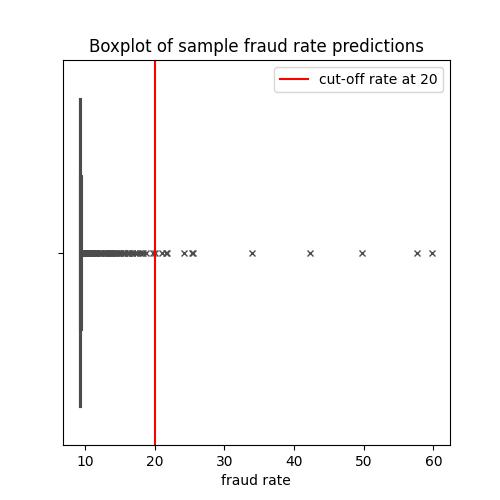 Boxplot of sample fraud rate predictions
cut-off rate at 20
10 20 30 40 50 60
fraud rate